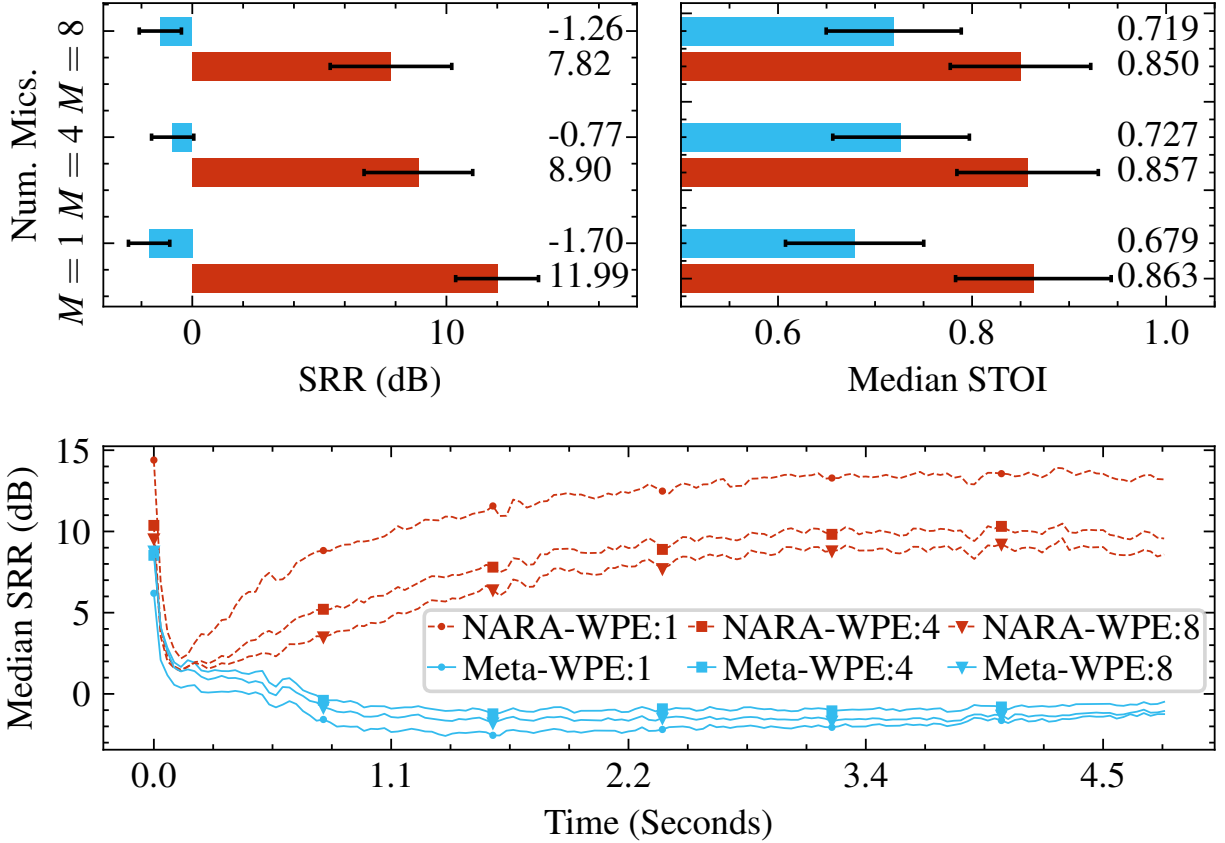 Num. Mics.
M = 8
M = 4
M = 1
-1.26
7.82
-0.77
8.90
-1.70
11.99
0 10
SRR (dB)
0.719
0.850
0.727
0.857
0.679
0.863
0.6 0.8 1.0
Median STOI
Median SRR (dB)
15
10
5
0
NARA-WPE:1 NARA-WPE:4 NARA-WPE:8
Meta-WPE:1 Meta-WPE:4 Meta-WPE:8
0.0 1.1 2.2 3.4 4.5
Time (Seconds)